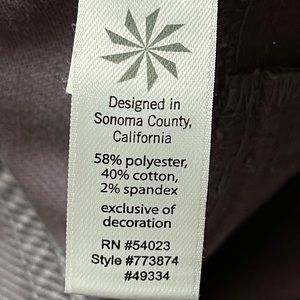 Designed in
Sonoma County,
California
58% polyester,
40% cotton,
2% spandex
exclusive of
decoration
RN #54023
Style #773874
#49334